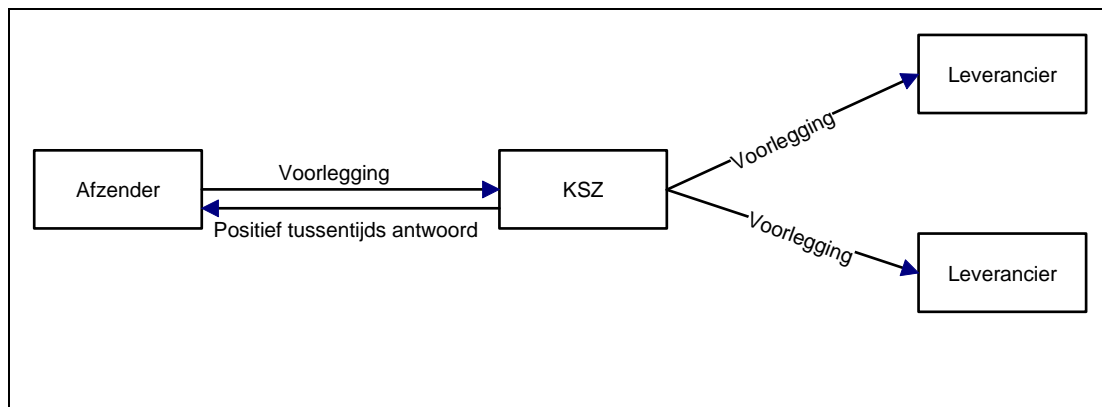 Leverancier
Voorlegging
Afzender
Voorlegging
KSZ
Positief tussentijds antwoord
Voorlegging
Leverancier